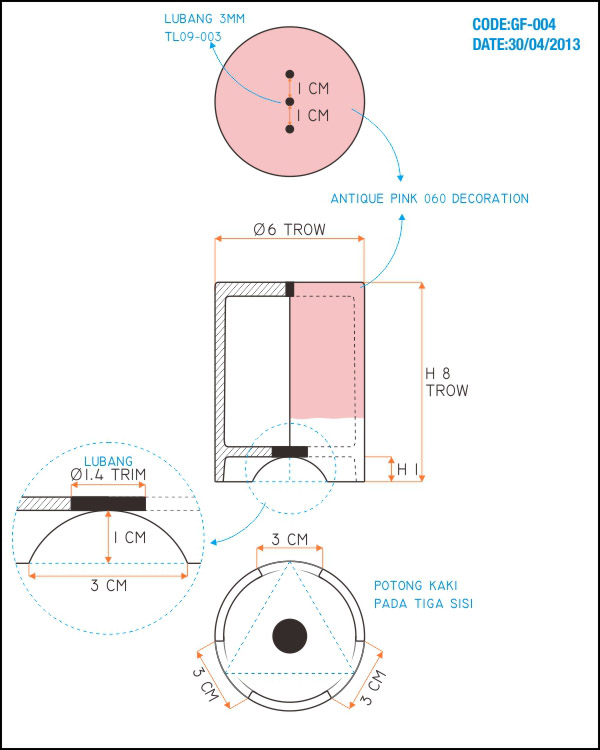 LUBANG 3MM
TL09-003
CODE:GF-004
DATE:30/04/2013
1 CM
1 CM
ANTIQUE PINK 060 DECORATION
Ø6 TROW
H 8
TROW
H 1
LUBANG
Ø1.4 TRIM
1 CM
3 CM
3 CM
POTONG KAKI
PADA TIGA SISI
3 CM
3 CM